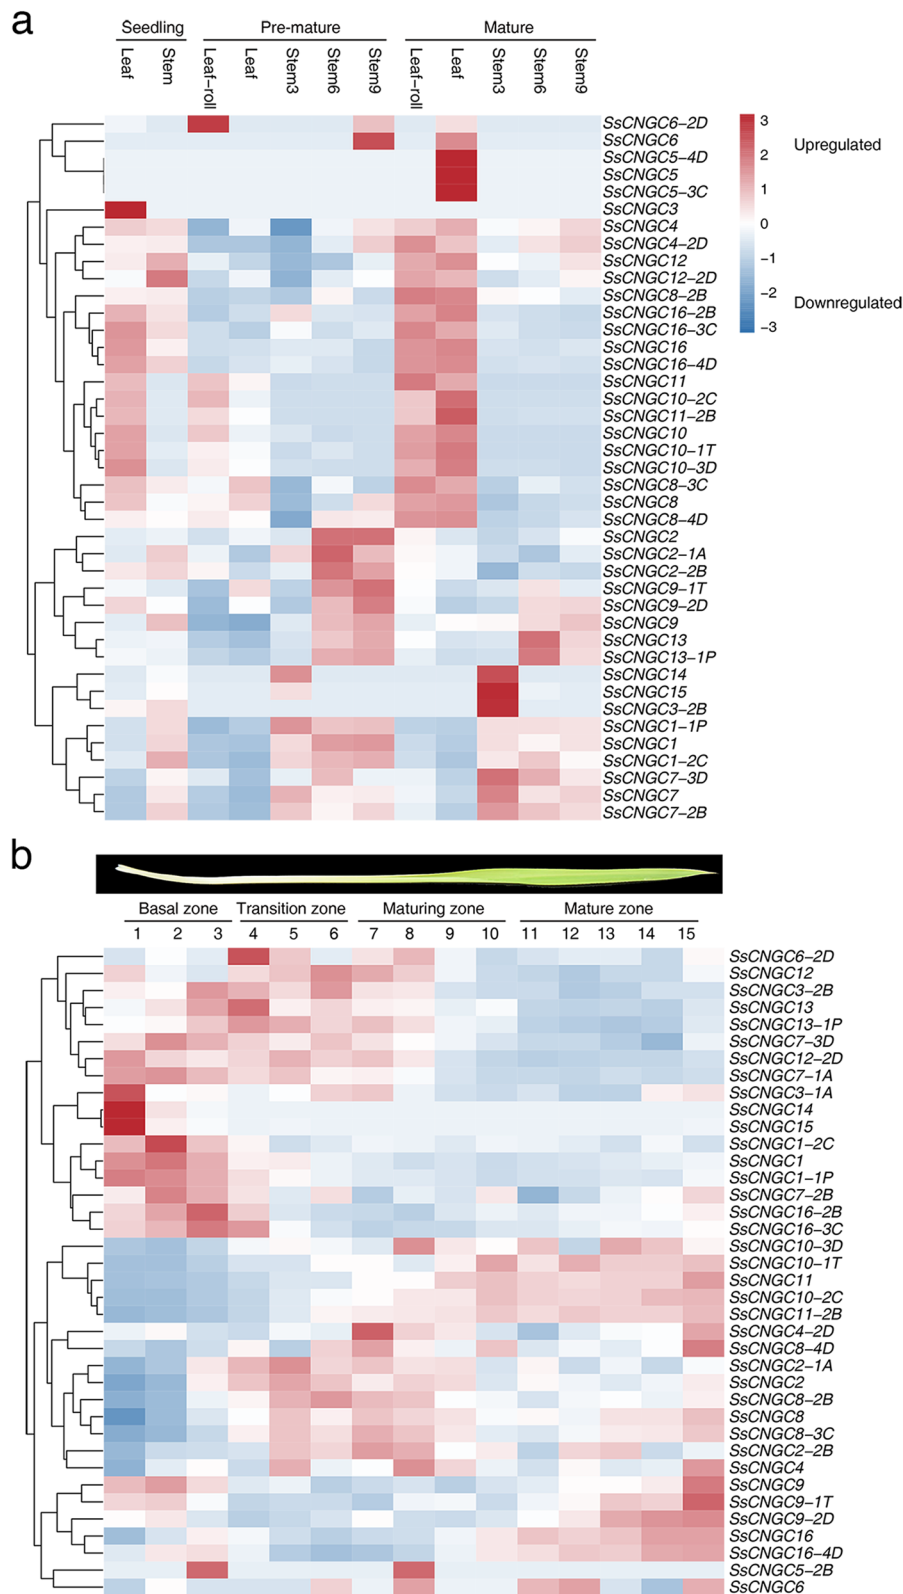 a
Seedling Pre-mature Mature
Leaf Stem Leaf-roll Leaf Stem3 Stem6 Stem9 Leaf-roll Leaf Stem3 Stem6 Stem9
SsCNGC6-2D
SsCNGC6
SsCNGC5-4D
SsCNGC5
SsCNGC5-3C
SsCNGC3
SsCNGC4
SsCNGC4-2D
SsCNGC12
SsCNGC12-2D
SsCNGC8-2B
SsCNGC16-2B
SsCNGC16-3C
SsCNGC16
SsCNGC16-4D
SsCNGC11
SsCNGC10-2C
SsCNGC11-2B
SsCNGC10
SsCNGC10-1T
SsCNGC10-3D
SsCNGC8-3C
SsCNGC8
SsCNGC8-4D
SsCNGC2
SsCNGC2-1A
SsCNGC2-2B
SsCNGC9-1T
SsCNGC9-2D
SsCNGC9
SsCNGC13
SsCNGC13-1P
SsCNGC14
SsCNGC15
SsCNGC3-2B
SsCNGC1-1P
SsCNGC1
SsCNGC1-2C
SsCNGC7-3D
SsCNGC7
SsCNGC7-2B
3
2
1
0
-1
-2
-3
Upregulated
Downregulated
b
Basal zone Transition zone Maturing zone Mature zone
1 2 3 4 5 6 7 8 9 10 11 12 13 14 15
SsCNGC6-2D
SsCNGC12
SsCNGC3-2B
SsCNGC13
SsCNGC13-1P
SsCNGC7-3D
SsCNGC12-2D
SsCNGC7-1A
SsCNGC3-1A
SsCNGC14
SsCNGC15
SsCNGC1-2C
SsCNGC1
SsCNGC1-1P
SsCNGC7-2B
SsCNGC16-2B
SsCNGC16-3C
SsCNGC10-3D
SsCNGC10-1T
SsCNGC11
SsCNGC10-2C
SsCNGC11-2B
SsCNGC4-2D
SsCNGC8-4D
SsCNGC2-1A
SsCNGC2
SsCNGC8-2B
SsCNGC8
SsCNGC8-3C
SsCNGC2-2B
SsCNGC4
SsCNGC9
SsCNGC9-1T
SsCNGC9-2D
SsCNGC16
SsCNGC16-4D
SsCNGC5-2B
SsCNGC6